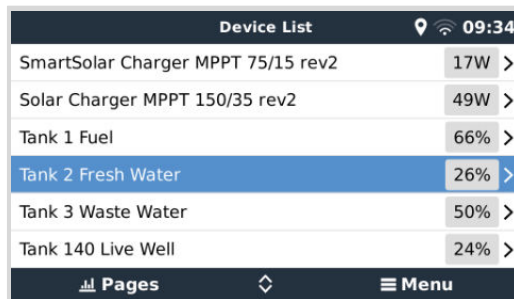 Device List 09:34
SmartSolar Charger MPPT 75/15 rev2 17W
Solar Charger MPPT 150/35 rev2 49W
Tank 1 Fuel 66%
Tank 2 Fresh Water 26%
Tank 3 Waste Water 50%
Tank 140 Live Well 24%
Pages Menu